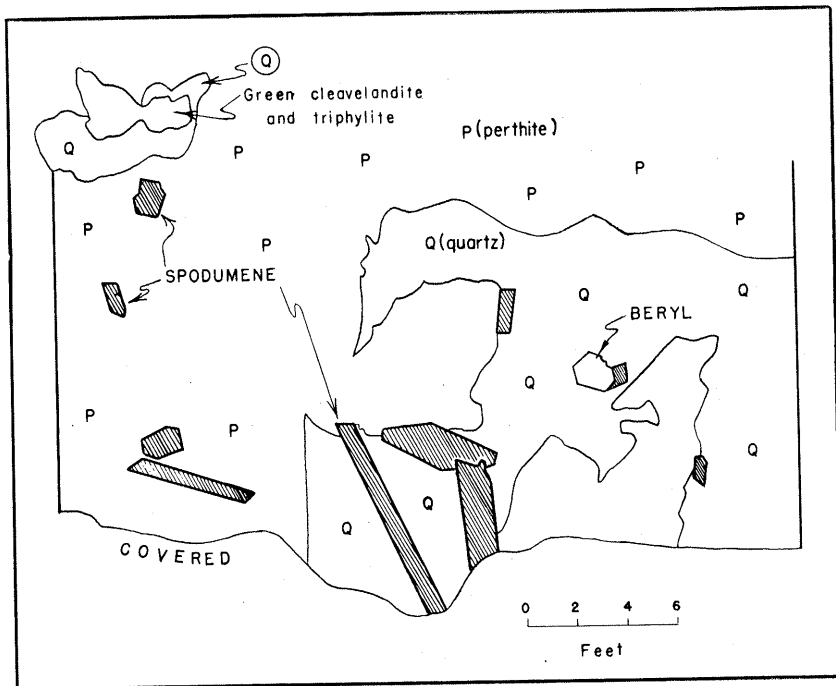 Q
Green cleavelandite
and triphylite
P (perthite)
Q
P
P
P
P
P
P
P
Q (quartz)
SPODUMENE
Q
Q
BERYL
Q
P
P
Q
Q
Q
COVERED
0 2 4 6
Feet